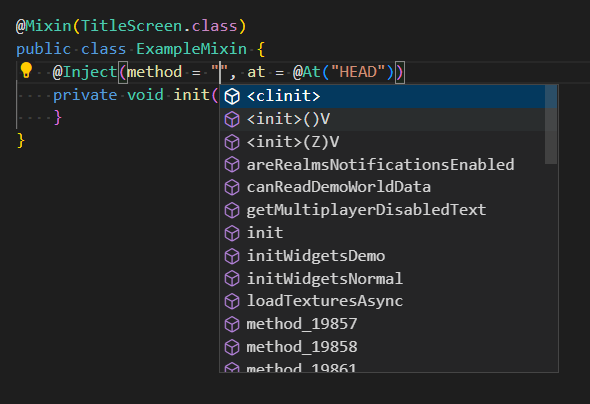 @Mixin(TitleScreen.class)
public class ExampleMixin {
@Inject(method = "", at = @At("HEAD"))
private void init(
}
}
<clinit>
<init>()V
<init>(Z)V
areRealmsNotificationsEnabled
canReadDemoWorldData
getMultiplayerDisabledText
init
initWidgetsDemo
initWidgetsNormal
loadTexturesAsync
method_19857
method_19858
method_19861